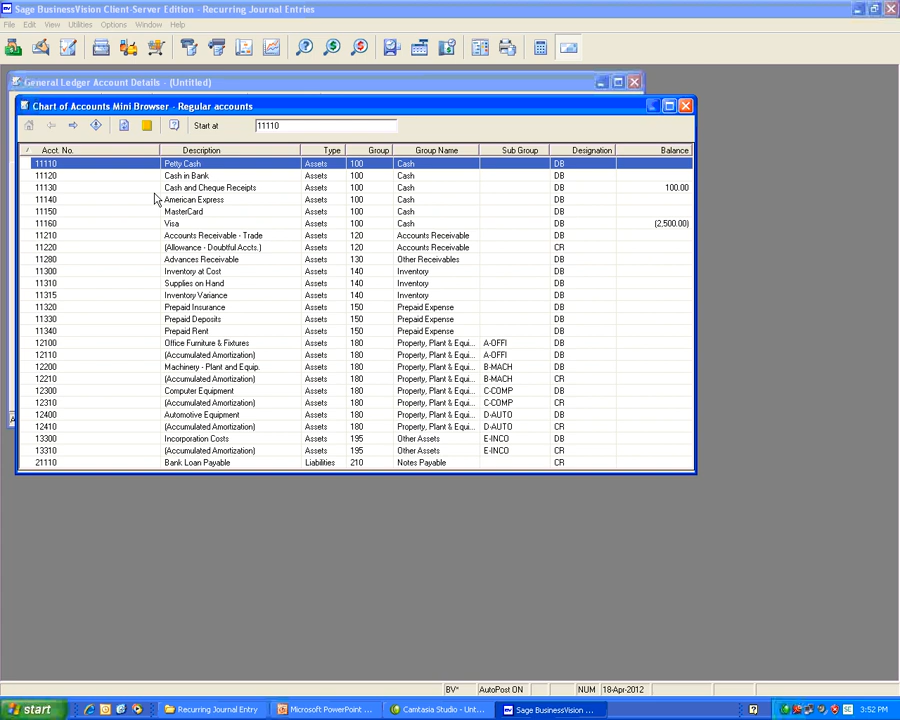 Sage BusinessVision Client-Server Edition - Recurring Journal Entries
File Edit View Utilities Options Window Help
General Ledger Account Details - (Untitled)
Chart of Accounts Mini Browser - Regular accounts
Start at 11110
Acct. No. Description Type Group Group Name Sub Group Designation Balance
11110 Petty Cash Assets 100 Cash DB
11120 Cash in Bank Assets 100 Cash DB
11130 Cash and Cheque Receipts Assets 100 Cash DB 100.00
11140 American Express Assets 100 Cash DB
11150 MasterCard Assets 100 Cash DB
11160 Visa Assets 100 Cash DB (2,500.00)
11210 Accounts Receivable - Trade Assets 120 Accounts Receivable DB
11220 (Allowance - Doubtful Accts.) Assets 120 Accounts Receivable CR
11280 Advances Receivable Assets 130 Other Receivables DB
11300 Inventory at Cost Assets 140 Inventory DB
11310 Supplies on Hand Assets 140 Inventory DB
11315 Inventory Variance Assets 140 Inventory DB
11320 Prepaid Insurance Assets 150 Prepaid Expense DB
11330 Prepaid Deposits Assets 150 Prepaid Expense DB
11340 Prepaid Rent Assets 150 Prepaid Expense DB
12100 Office Furniture & Fixtures Assets 180 Property, Plant & Equi... A-OFFI DB
12110 (Accumulated Amortization) Assets 180 Property, Plant & Equi... A-OFFI DB
12200 Machinery - Plant and Equip. Assets 180 Property, Plant & Equi... B-MACH DB
12210 (Accumulated Amortization) Assets 180 Property, Plant & Equi... B-MACH CR
12300 Computer Equipment Assets 180 Property, Plant & Equi... C-COMP DB
12310 (Accumulated Amortization) Assets 180 Property, Plant & Equi... C-COMP CR
12400 Automotive Equipment Assets 180 Property, Plant & Equi... D-AUTO DB
12410 (Accumulated Amortization) Assets 180 Property, Plant & Equi... D-AUTO CR
13300 Incorporation Costs Assets 195 Other Assets E-INCO DB
13310 (Accumulated Amortization) Assets 195 Other Assets E-INCO CR
21110 Bank Loan Payable Liabilities 210 Notes Payable CR
BV* AutoPost ON NUM 18-Apr-2012
start Recurring Journal Entry Microsoft PowerPoint ... Camtasia Studio - Unt... Sage BusinessVision ... SE 3:52 PM